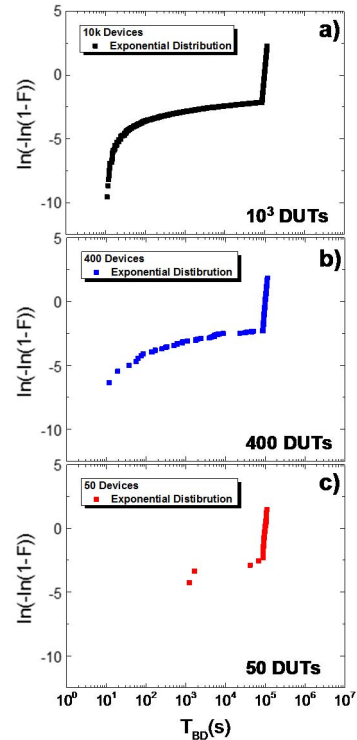 a)
10k Devices
Exponential Distribution
ln(-ln(1-F))
5
0
-5
-10
10³ DUTs
b)
400 Devices
Exponential Distibrution
ln(-ln(1-F))
5
0
-5
-10
400 DUTs
c)
50 Devices
Exponential Distibrution
ln(-ln(1-F))
5
0
-5
-10
50 DUTs
10⁰ 10¹ 10² 10³ 10⁴ 10⁵ 10⁶ 10⁷
T_BD(s)